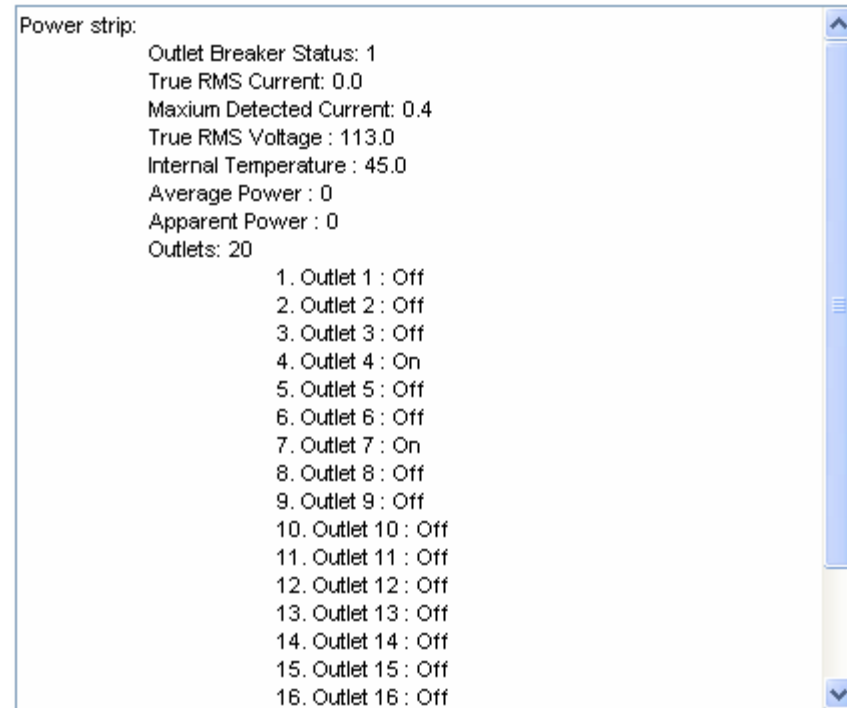 Power strip:
Outlet Breaker Status: 1
True RMS Current: 0.0
Maxium Detected Current: 0.4
True RMS Voltage : 113.0
Internal Temperature : 45.0
Average Power : 0
Apparent Power : 0
Outlets: 20
1. Outlet 1 : Off
2. Outlet 2 : Off
3. Outlet 3 : Off
4. Outlet 4 : On
5. Outlet 5 : Off
6. Outlet 6 : Off
7. Outlet 7 : On
8. Outlet 8 : Off
9. Outlet 9 : Off
10. Outlet 10 : Off
11. Outlet 11 : Off
12. Outlet 12 : Off
13. Outlet 13 : Off
14. Outlet 14 : Off
15. Outlet 15 : Off
16. Outlet 16 : Off